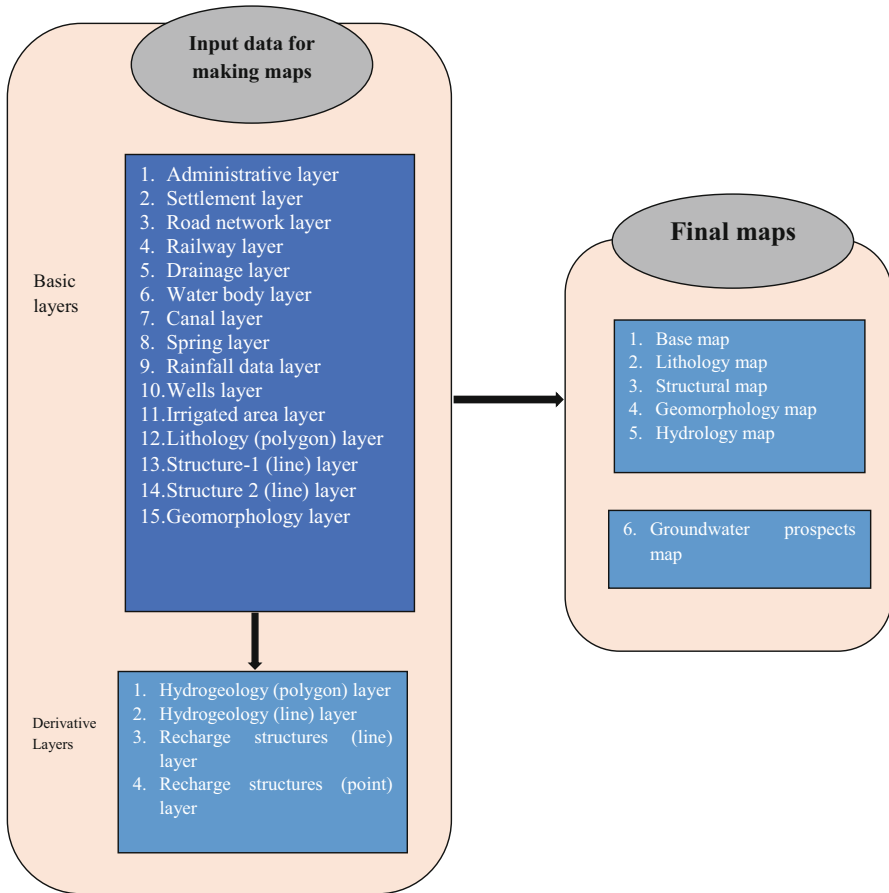 Input data for
making maps
Basic
layers
1. Administrative layer
2. Settlement layer
3. Road network layer
4. Railway layer
5. Drainage layer
6. Water body layer
7. Canal layer
8. Spring layer
9. Rainfall data layer
10. Wells layer
11. Irrigated area layer
12. Lithology (polygon) layer
13. Structure-1 (line) layer
14. Structure 2 (line) layer
15. Geomorphology layer
Derivative
Layers
1. Hydrogeology (polygon) layer
2. Hydrogeology (line) layer
3. Recharge structures (line)
layer
4. Recharge structures (point)
layer
Final maps
1. Base map
2. Lithology map
3. Structural map
4. Geomorphology map
5. Hydrology map
6. Groundwater prospects
map